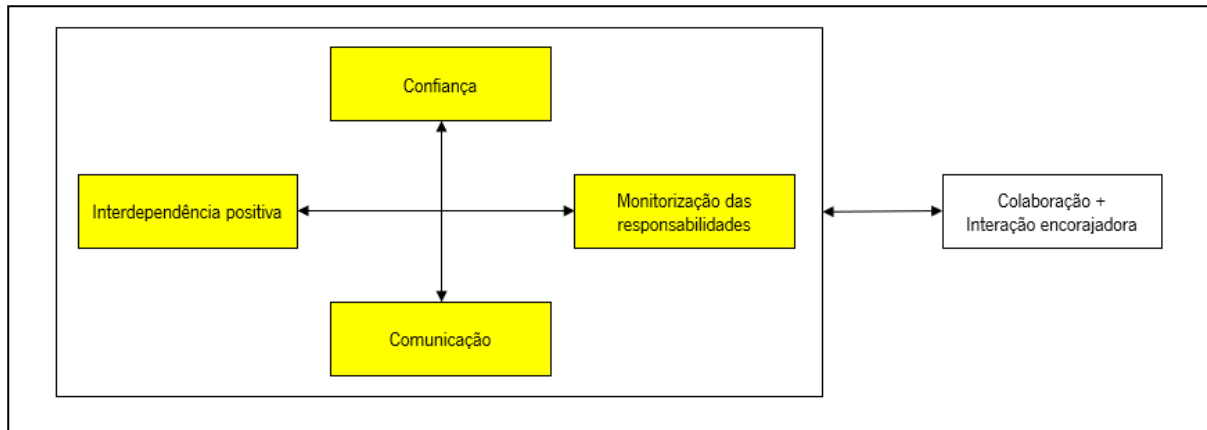 Confiança
Interdependência positiva
Monitorização das
responsabilidades
Colaboração +
Interação encorajadora
Comunicação